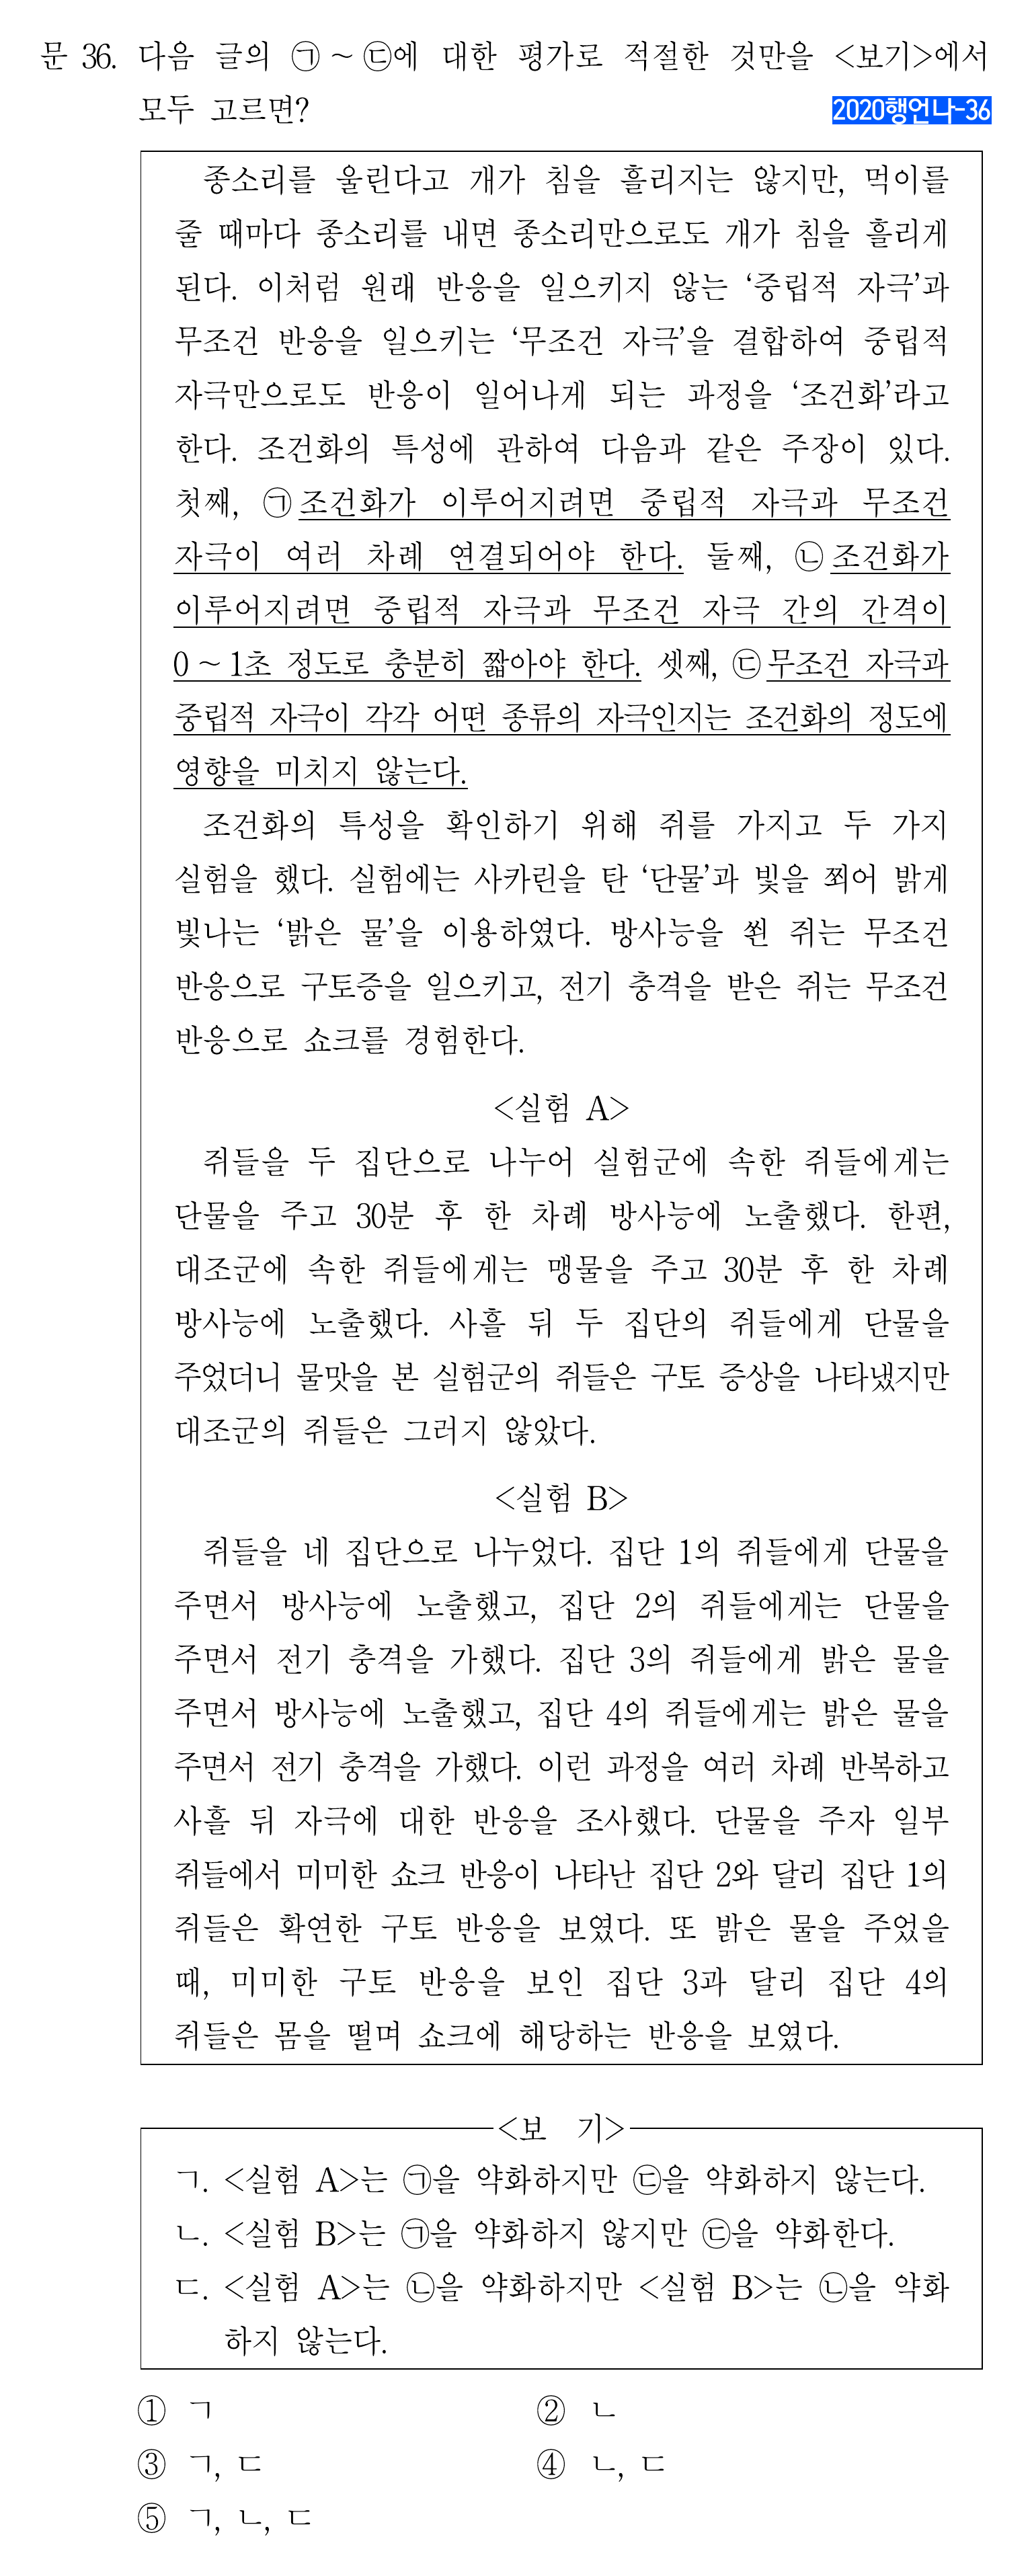 문 36. 다음 글의 ㉠~㉢에 대한 평가로 적절한 것만을 <보기>에서
모두 고르면?
2020행언나-36
종소리를 울린다고 개가 침을 흘리지는 않지만, 먹이를
줄 때마다 종소리를 내면 종소리만으로도 개가 침을 흘리게
된다. 이처럼 원래 반응을 일으키지 않는 ‘중립적 자극’과
무조건 반응을 일으키는 ‘무조건 자극’을 결합하여 중립적
자극만으로도 반응이 일어나게 되는 과정을 ‘조건화’라고
한다. 조건화의 특성에 관하여 다음과 같은 주장이 있다.
첫째, ㉠조건화가 이루어지려면 중립적 자극과 무조건
자극이 여러 차례 연결되어야 한다. 둘째, ㉡조건화가
이루어지려면 중립적 자극과 무조건 자극 간의 간격이
0~1초 정도로 충분히 짧아야 한다. 셋째, ㉢무조건 자극과
중립적 자극이 각각 어떤 종류의 자극인지는 조건화의 정도에
영향을 미치지 않는다.
조건화의 특성을 확인하기 위해 쥐를 가지고 두 가지
실험을 했다. 실험에는 사카린을 탄 ‘단물’과 빛을 쬐어 밝게
빛나는 ‘밝은 물’을 이용하였다. 방사능을 쐰 쥐는 무조건
반응으로 구토증을 일으키고, 전기 충격을 받은 쥐는 무조건
반응으로 쇼크를 경험한다.
<실험 A>
쥐들을 두 집단으로 나누어 실험군에 속한 쥐들에게는
단물을 주고 30분 후 한 차례 방사능에 노출했다. 한편,
대조군에 속한 쥐들에게는 맹물을 주고 30분 후 한 차례
방사능에 노출했다. 사흘 뒤 두 집단의 쥐들에게 단물을
주었더니 물맛을 본 실험군의 쥐들은 구토 증상을 나타냈지만
대조군의 쥐들은 그러지 않았다.
<실험 B>
쥐들을 네 집단으로 나누었다. 집단 1의 쥐들에게 단물을
주면서 방사능에 노출했고, 집단 2의 쥐들에게는 단물을
주면서 전기 충격을 가했다. 집단 3의 쥐들에게 밝은 물을
주면서 방사능에 노출했고, 집단 4의 쥐들에게는 밝은 물을
주면서 전기 충격을 가했다. 이런 과정을 여러 차례 반복하고
사흘 뒤 자극에 대한 반응을 조사했다. 단물을 주자 일부
쥐들에서 미미한 쇼크 반응이 나타난 집단 2와 달리 집단 1의
쥐들은 확연한 구토 반응을 보였다. 또 밝은 물을 주었을
때, 미미한 구토 반응을 보인 집단 3과 달리 집단 4의
쥐들은 몸을 떨며 쇼크에 해당하는 반응을 보였다.
<보 기>
ㄱ. <실험 A>는 ㉠을 약화하지만 ㉢을 약화하지 않는다.
ㄴ. <실험 B>는 ㉠을 약화하지 않지만 ㉢을 약화한다.
ㄷ. <실험 A>는 ㉡을 약화하지만 <실험 B>는 ㉡을 약화
하지 않는다.
① ㄱ ② ㄴ
③ ㄱ, ㄷ ④ ㄴ, ㄷ
⑤ ㄱ, ㄴ, ㄷ